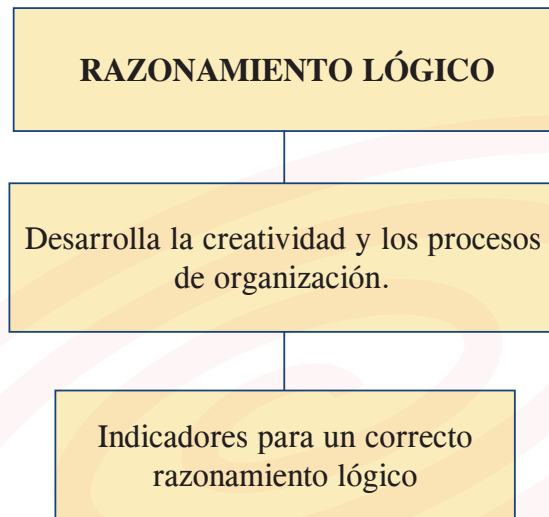 RAZONAMIENTO LÓGICO
Desarrolla la creatividad y los procesos
de organización.
Indicadores para un correcto
razonamiento lógico